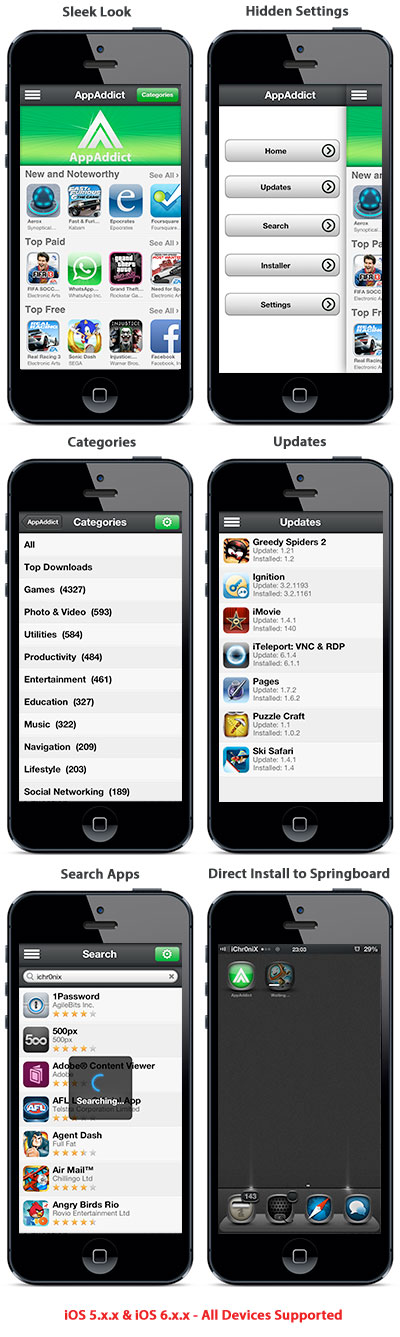 Sleek Look
Hidden Settings
AppAddict
Categories
AppAddict
New and Noteworthy
See All ›
Aerox
Fast & Furi...
Epocrates
Foursquare
Synoptical...
Kabam
Epocrates
Foursquare
Top Paid
See All ›
FIFA SOCC...
WhatsApp...
Grand Theft...
Need for Sp
Electronic Arts
WhatsApp Inc.
Rockstar Ga...
Electronic Arts
Top Free
See All ›
Real Racing 3
Sonic Dash
Injustice:...
Facebook
Electronic Arts
SEGA
Warner Bros.
Facebook, In
AppAddict
Home
Updates
Search
Installer
Settings
New and
Aerox
Synoptical...
Top Paid
FIFA SOCC...
Electronic Arts
Top Free
Real Racing
Electronic Arts
Categories
Updates
AppAddict
Categories
All
Top Downloads
Games (4327)
Photo & Video (593)
Utilities (584)
Productivity (484)
Entertainment (461)
Education (327)
Music (322)
Navigation (209)
Lifestyle (203)
Social Networking (189)
Updates
Greedy Spiders 2
Update: 1.21
Installed: 1.2
Ignition
Update: 3.2.1193
Installed: 3.2.1161
iMovie
Update: 1.4.1
Installed: 140
iTeleport: VNC & RDP
Update: 6.1.4
Installed: 6.1.1
Pages
Update: 1.7.2
Installed: 1.6.2
Puzzle Craft
Update: 1.1
Installed: 1.0.2
Ski Safari
Update: 1.4.1
Installed: 1.4
Search Apps
Direct Install to Springboard
Search
ichr0nix
1Password
AgileBits Inc.
500px
500px
Adobe® Content Viewer
Adobe
AFL L App
Telstra Corporation Limited
Searching...
Agent Dash
Full Fat
Air Mail™
Chillingo Ltd
Angry Birds Rio
Rovio Entertainment Ltd
iChr0niX
23:03
29%
AppAddict
Waiting...
143
iOS 5.x.x & iOS 6.x.x - All Devices Supported